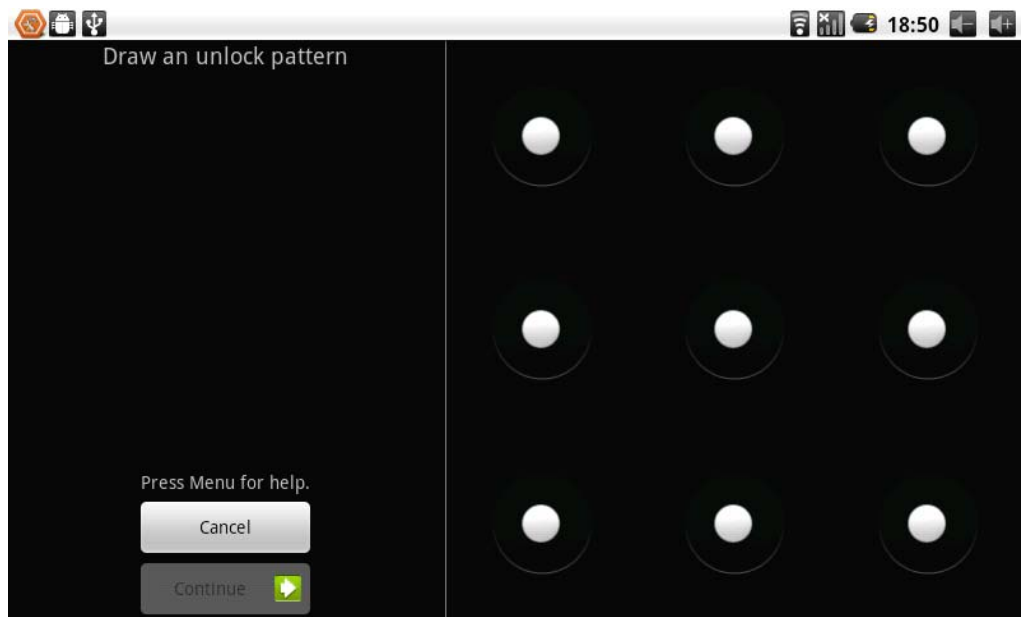 18:50
Draw an unlock pattern
Press Menu for help.
Cancel
Continue